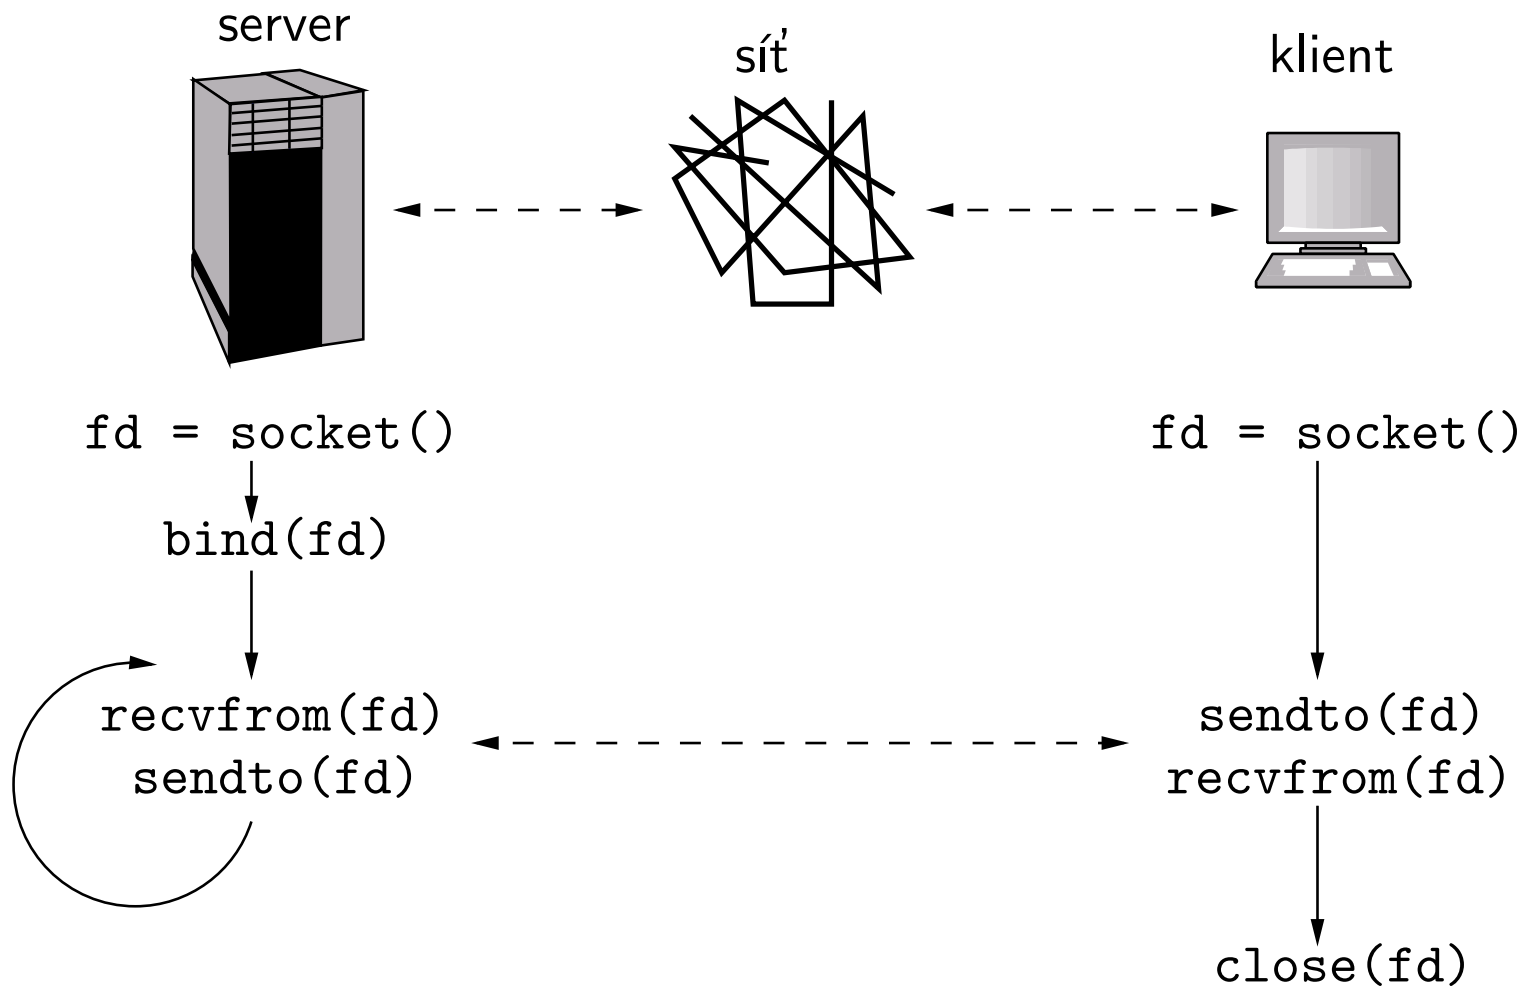 server
síť
klient
fd = socket()
fd = socket()
bind(fd)
recvfrom(fd)
sendto(fd)
sendto(fd)
recvfrom(fd)
close(fd)